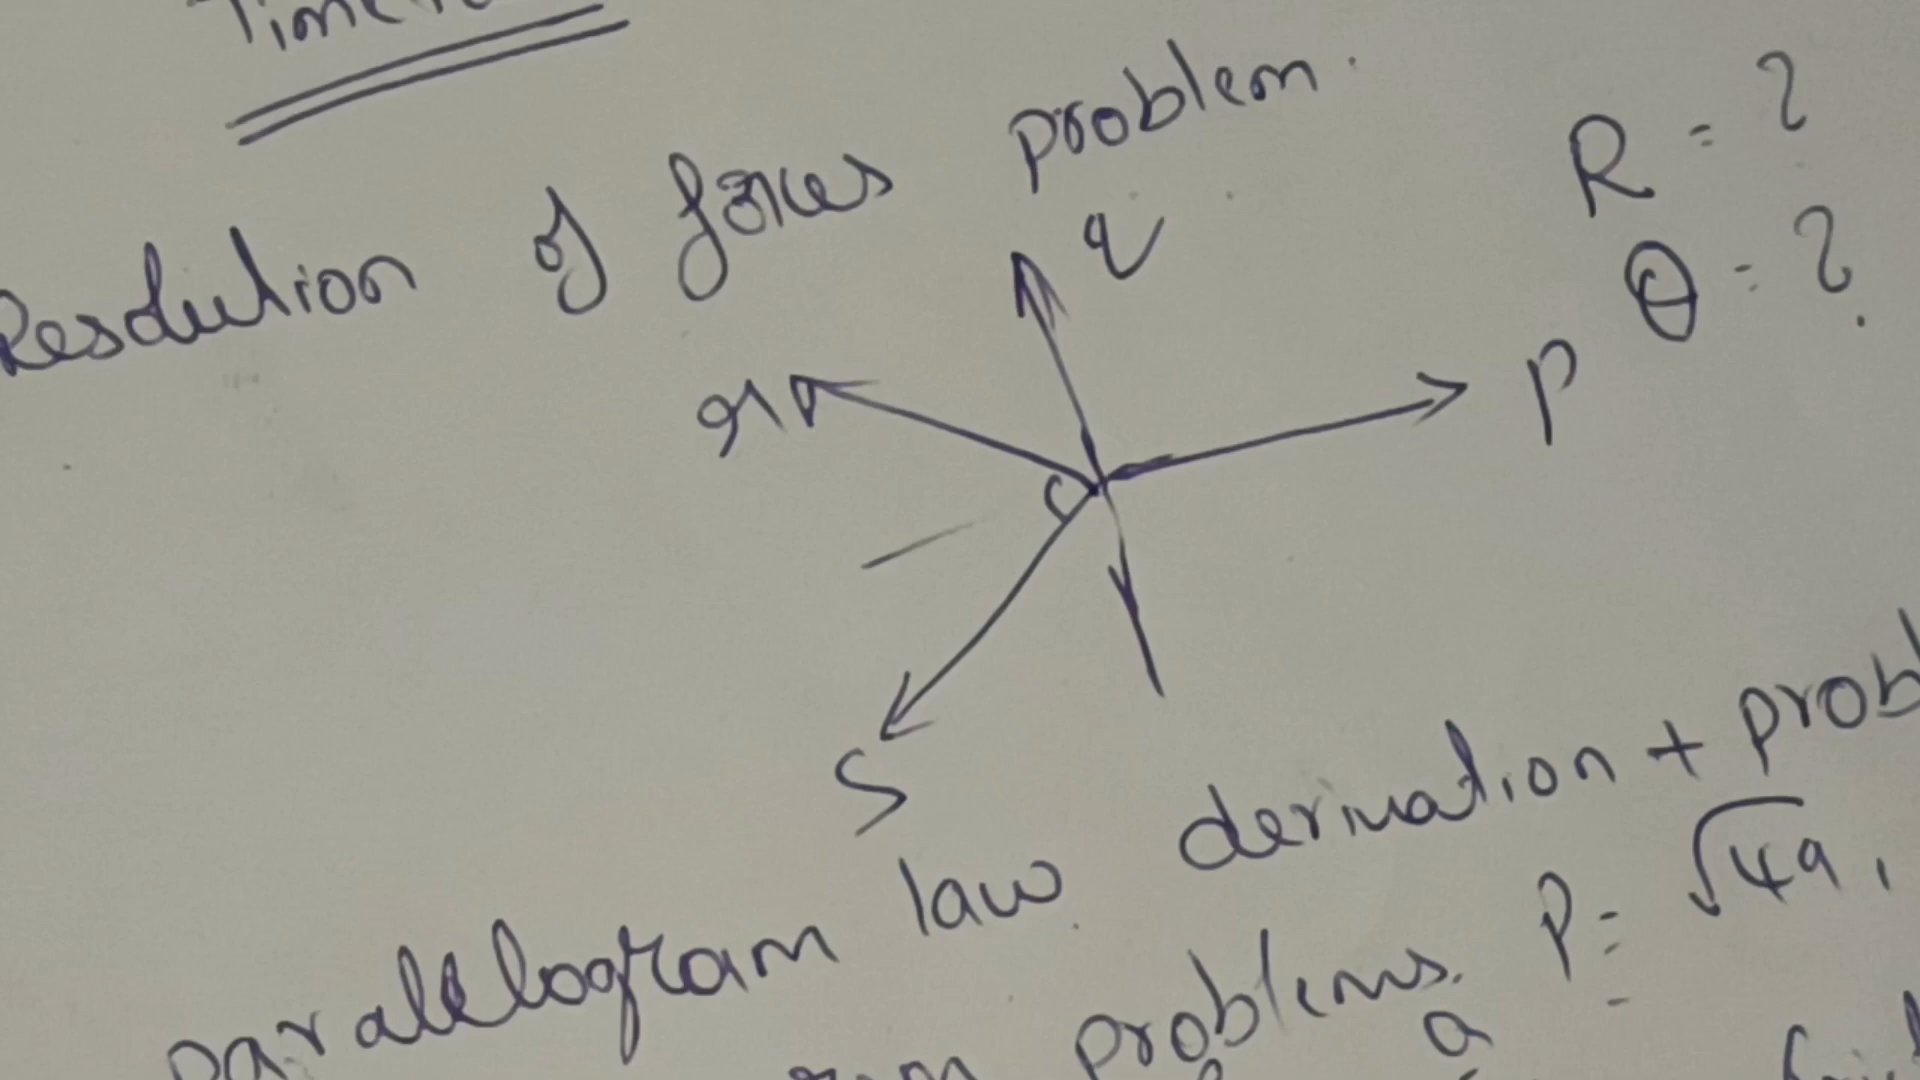 Resolution of forces problem.
R = ?
θ = ?
q
r
P
S
parallelogram law derivation + prob
problems. P = √49,
a